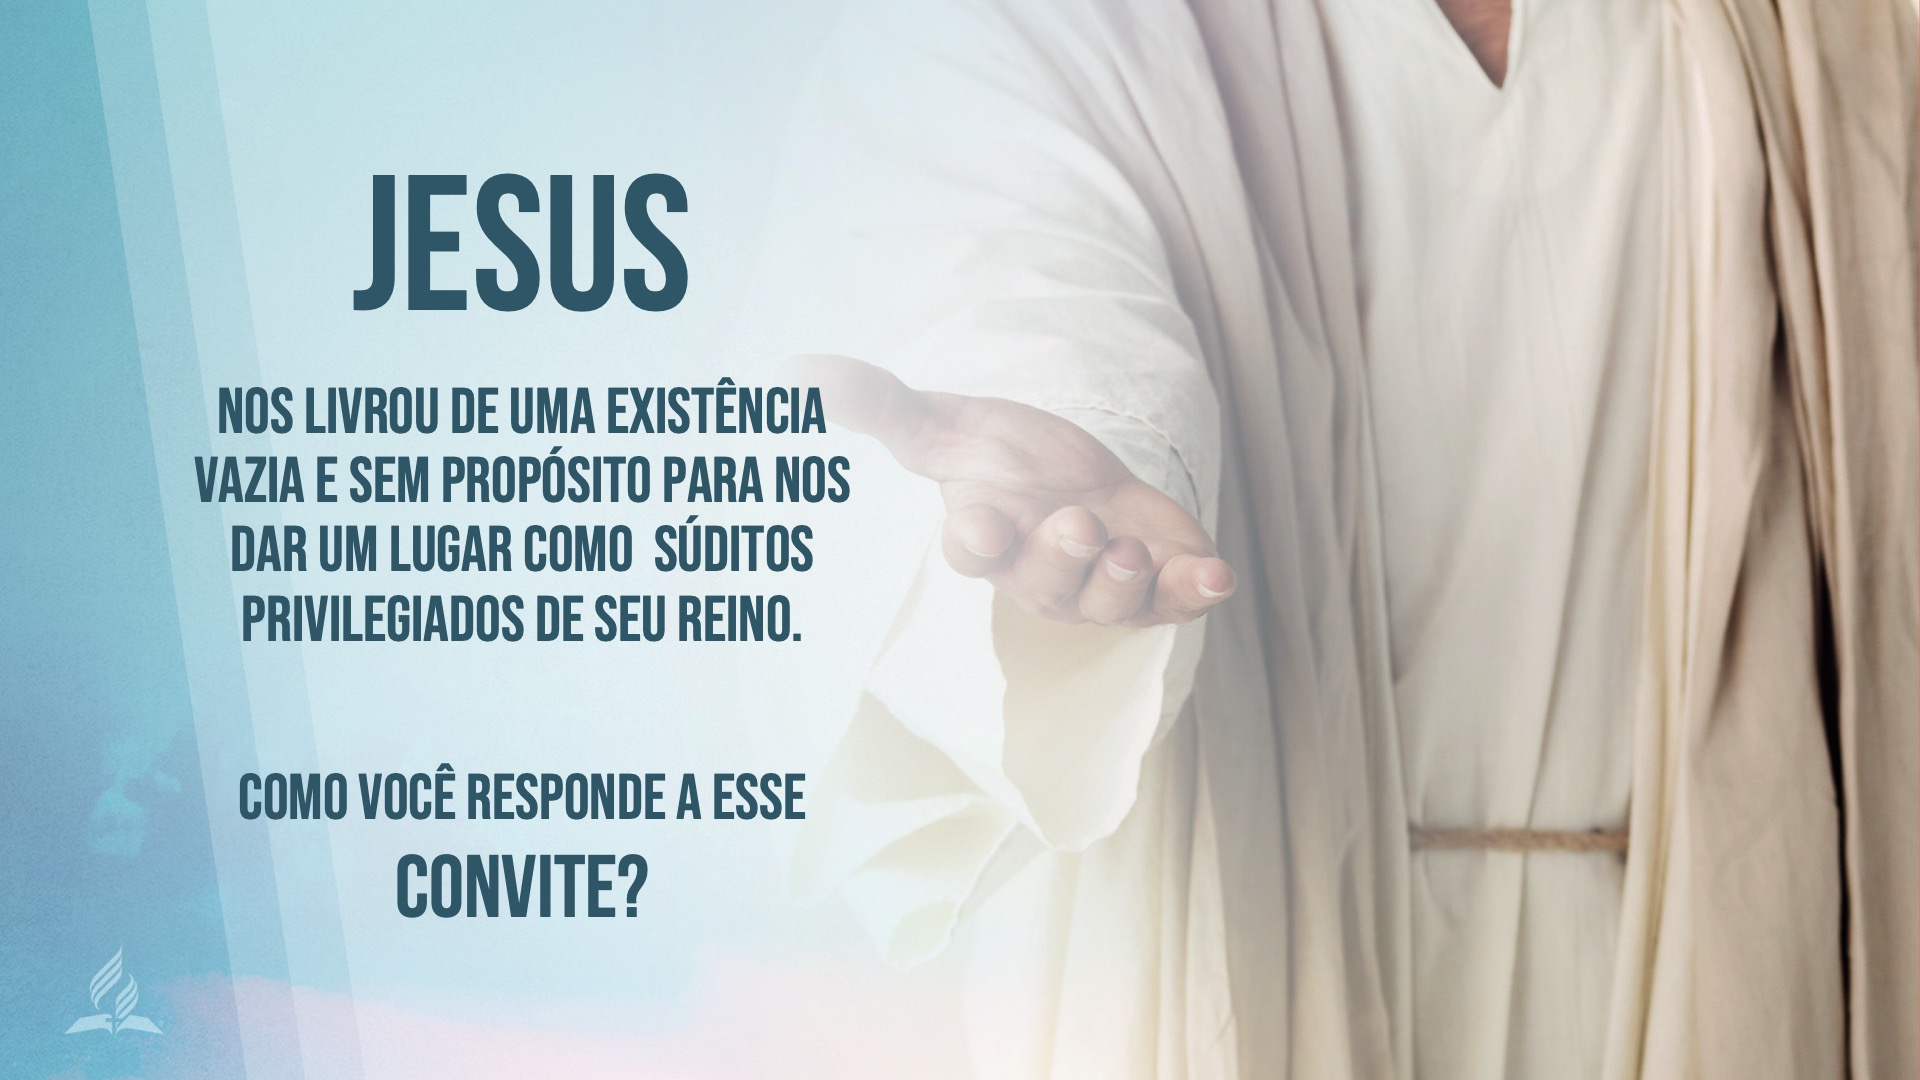 JESUS
NOS LIVROU DE UMA EXISTÊNCIA
VAZIA E SEM PROPÓSITO PARA NOS
DAR UM LUGAR COMO  SÚDITOS
PRIVILEGIADOS DE SEU REINO.
COMO VOCÊ RESPONDE A ESSE
CONVITE?